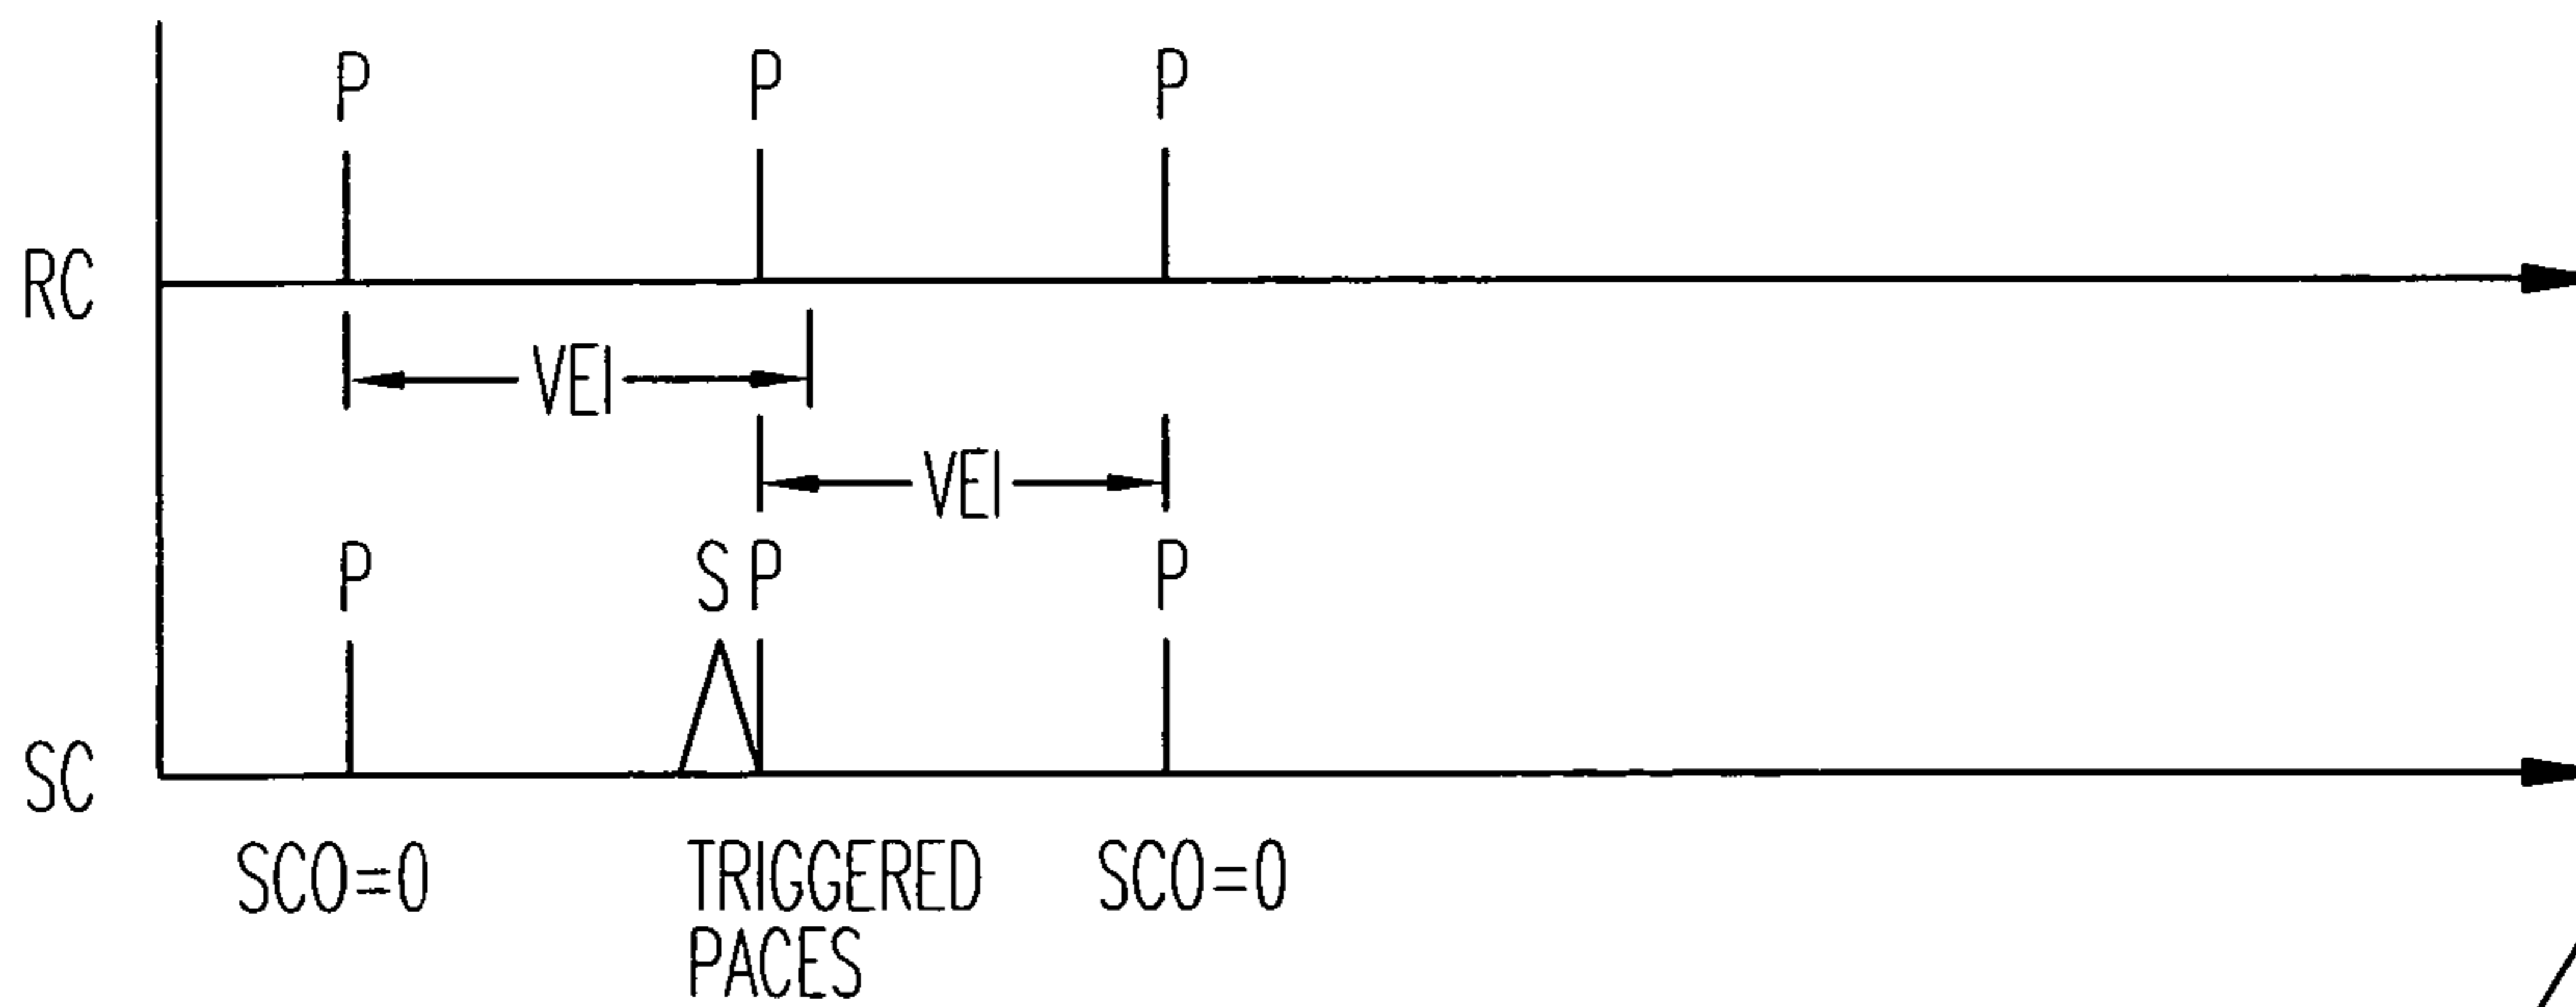 P P P
RC
VEI
VEI
P S P P
SC
SCO=0 TRIGGERED SCO=0
PACES